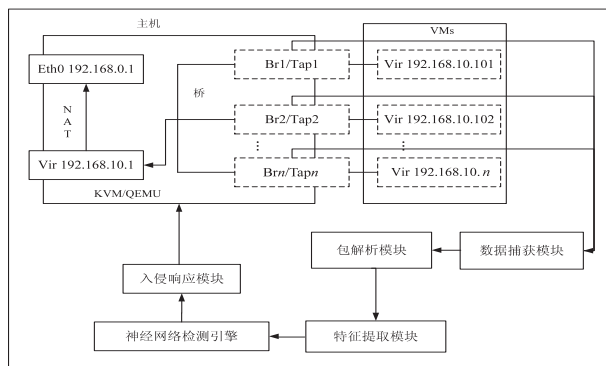 主机
VMs
Eth0 192.168.0.1
Br1/Tap1
Vir 192.168.10.101
桥
NAT
Br2/Tap2
Vir 192.168.10.102
⋮
⋮
Vir 192.168.10.1
Brn/Tapn
Vir 192.168.10. n
KVM/QEMU
包解析模块
数据捕获模块
入侵响应模块
神经网络检测引擎
特征提取模块